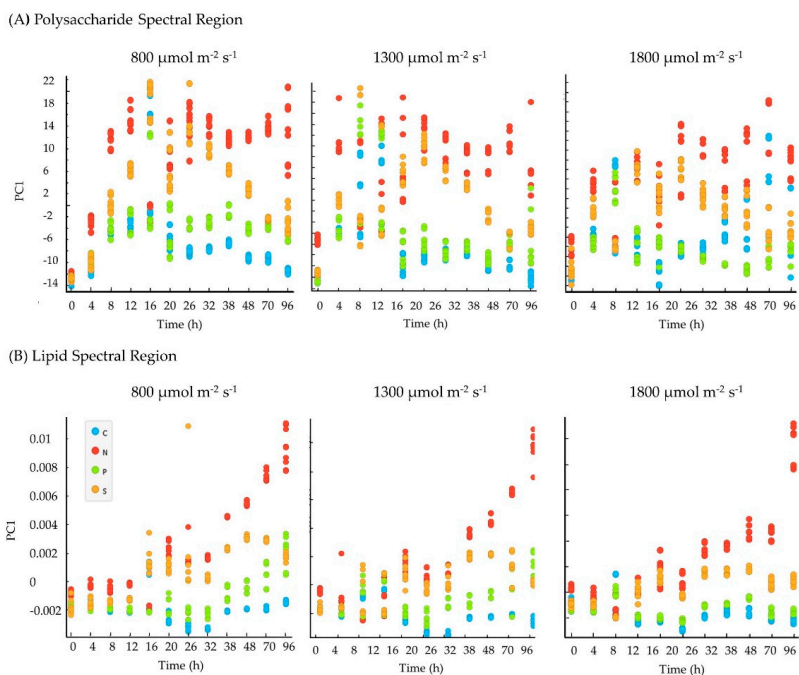 (A) Polysaccharide Spectral Region
800 µmol m⁻² s⁻¹
1300 µmol m⁻² s⁻¹
1800 µmol m⁻² s⁻¹
22
18
14
10
6
2
-2
-6
-10
-14
PC1
0 4 8 12 16 20 26 32 38 48 70 96
0 4 8 12 16 20 26 32 38 48 70 96
0 4 8 12 16 20 26 32 38 48 70 96
Time (h)
Time (h)
Time (h)
(B) Lipid Spectral Region
800 µmol m⁻² s⁻¹
1300 µmol m⁻² s⁻¹
1800 µmol m⁻² s⁻¹
0.01
0.008
0.006
0.004
0.002
0
-0.002
PC1
C
N
P
S
0 4 8 12 16 20 26 32 38 48 70 96
0 4 8 12 16 20 26 32 38 48 70 96
0 4 8 12 16 20 26 32 38 48 70 96
Time (h)
Time (h)
Time (h)